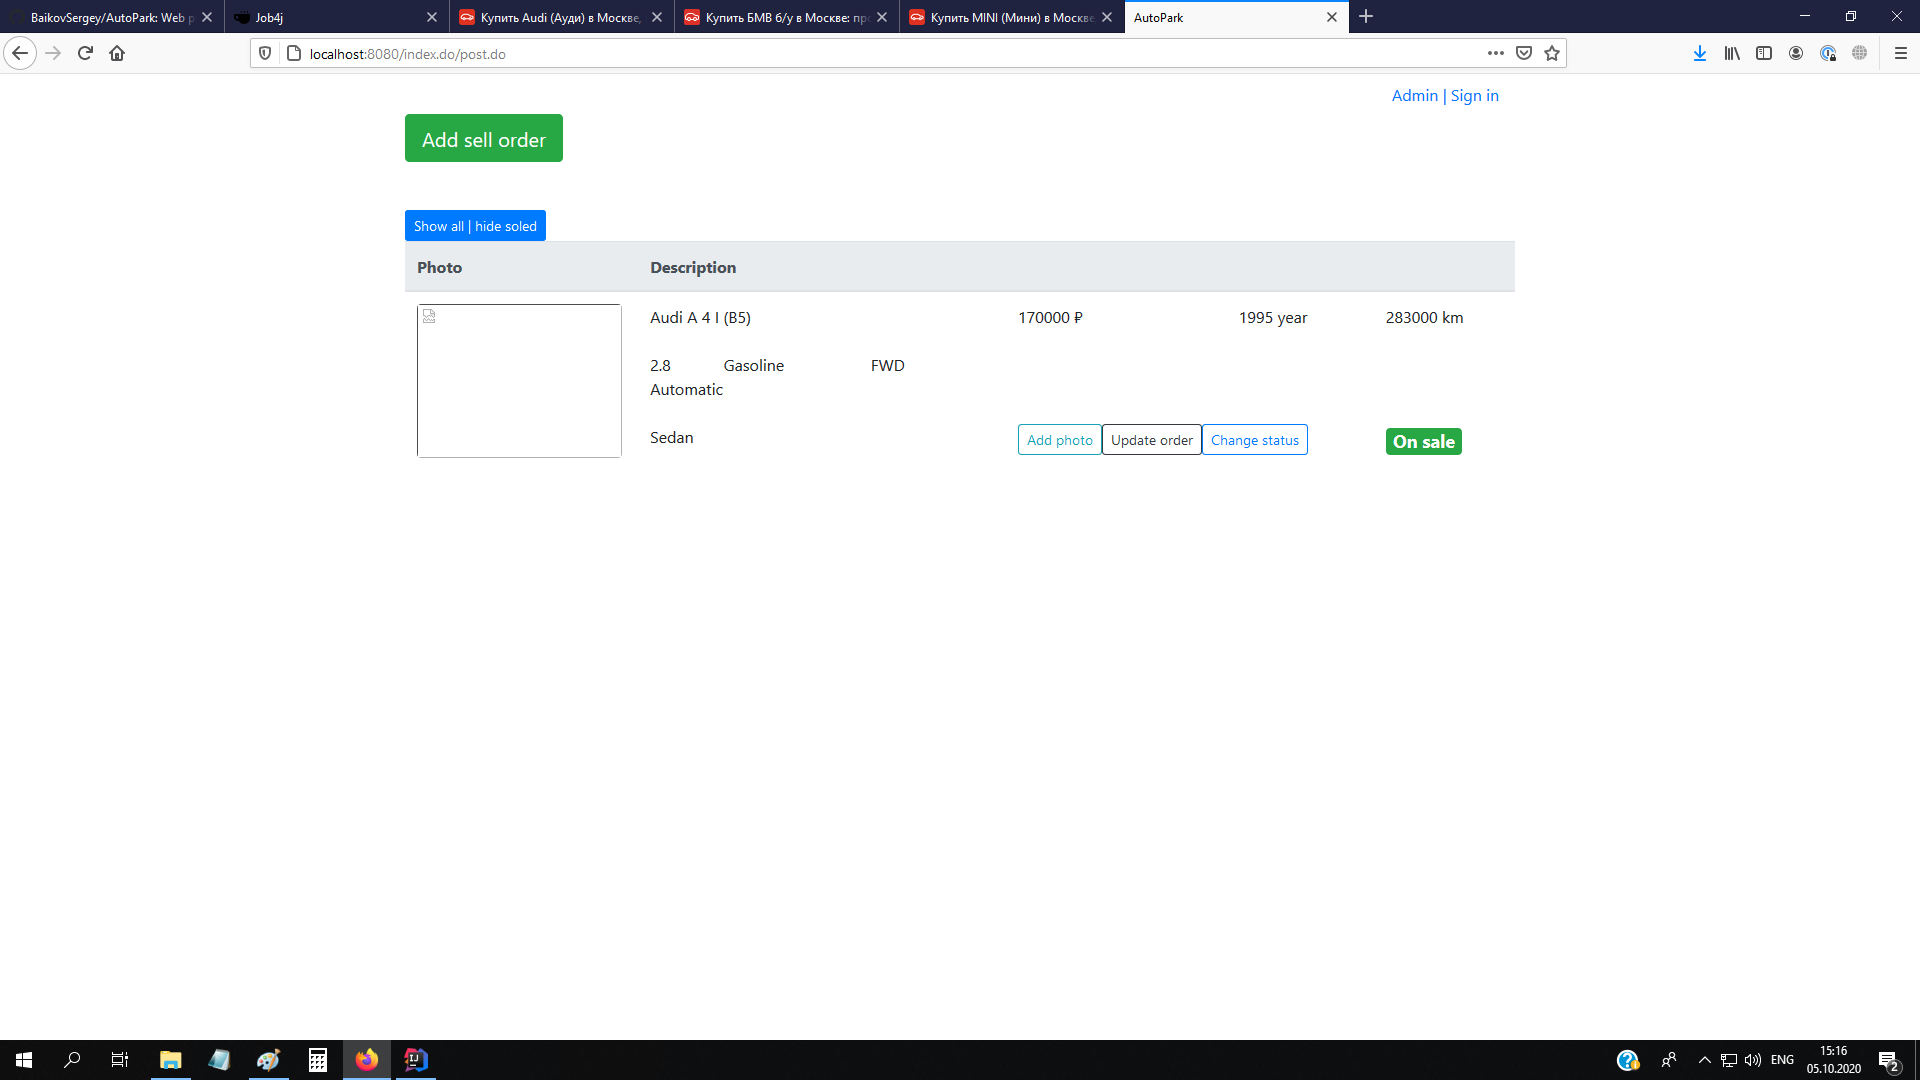 BaikovSergey/AutoPark: Web p
Job4j
Купить Audi (Ауди) в Москве,
Купить БМВ б/у в Москве: пр
Купить MINI (Мини) в Москве
AutoPark
localhost:8080/index.do/post.do
Admin | Sign in
Add sell order
Show all | hide soled
Photo Description
Audi A 4 I (B5) 170000 ₽ 1995 year 283000 km
2.8 Gasoline FWD
Automatic
Sedan Add photo Update order Change status On sale
ENG
15:16
05.10.2020
2